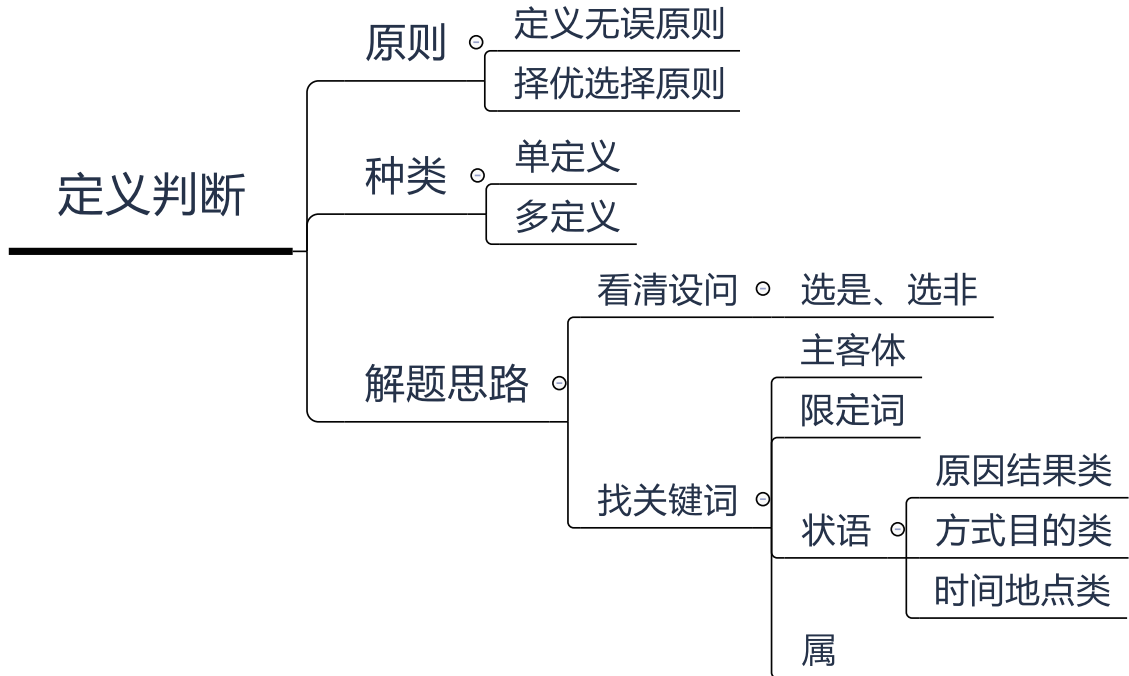 定义判断
原则
定义无误原则
择优选择原则
种类
单定义
多定义
解题思路
看清设问
选是、选非
找关键词
主客体
限定词
状语
原因结果类
方式目的类
时间地点类
属